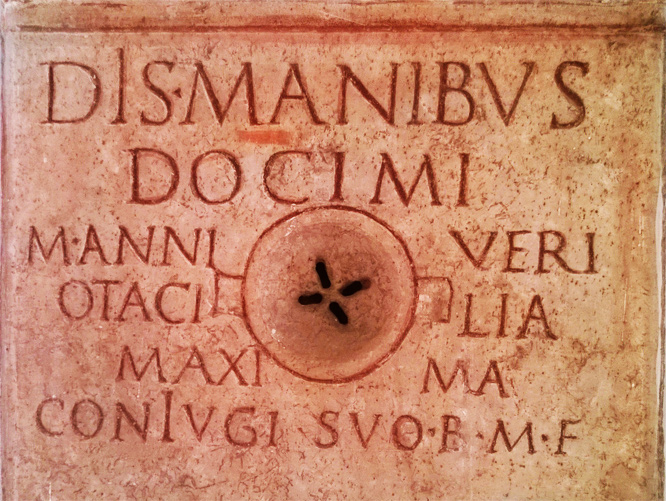 DIS·MANIBVS
DOCIMI
M·ANNI VERI
OTACI LIA
MAXI MA
CONIVGI SVO·B·M·F